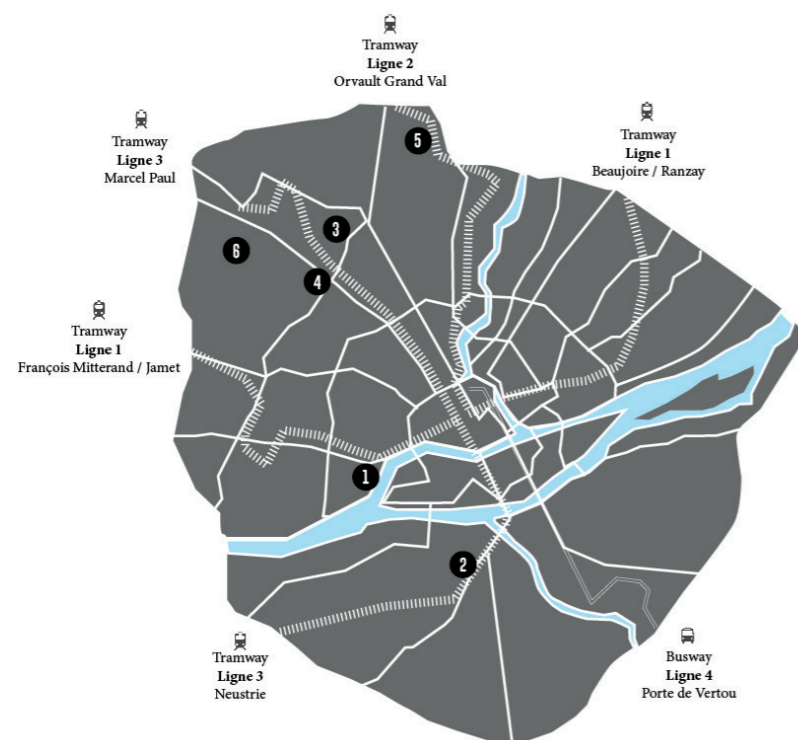 Tramway
Ligne 2
Orvault Grand Val
Tramway
Ligne 3
Marcel Paul
Tramway
Ligne 1
Beaujoire / Ranzay
5
3
6
4
Tramway
Ligne 1
François Mitterand / Jamet
1
2
Tramway
Ligne 3
Neustrie
Busway
Ligne 4
Porte de Vertou